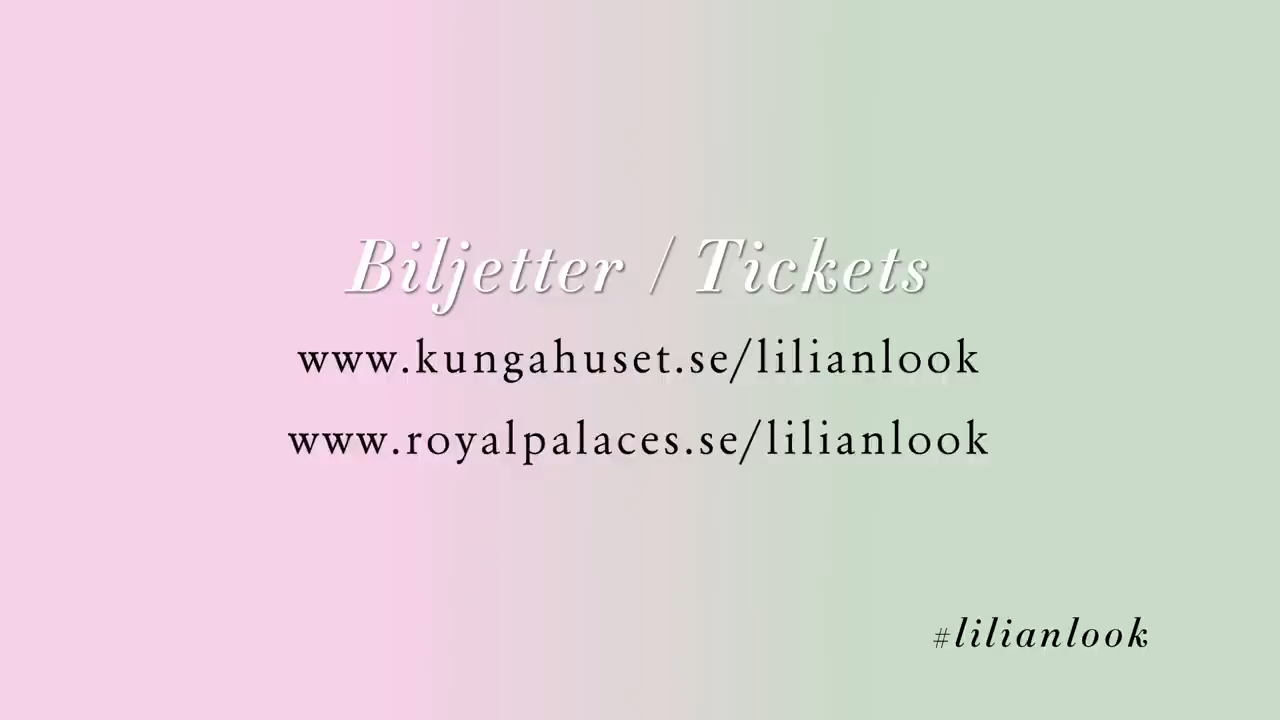 Biljetter / Tickets
www.kungahuset.se/lilianlook
www.royalpalaces.se/lilianlook
#lilianlook